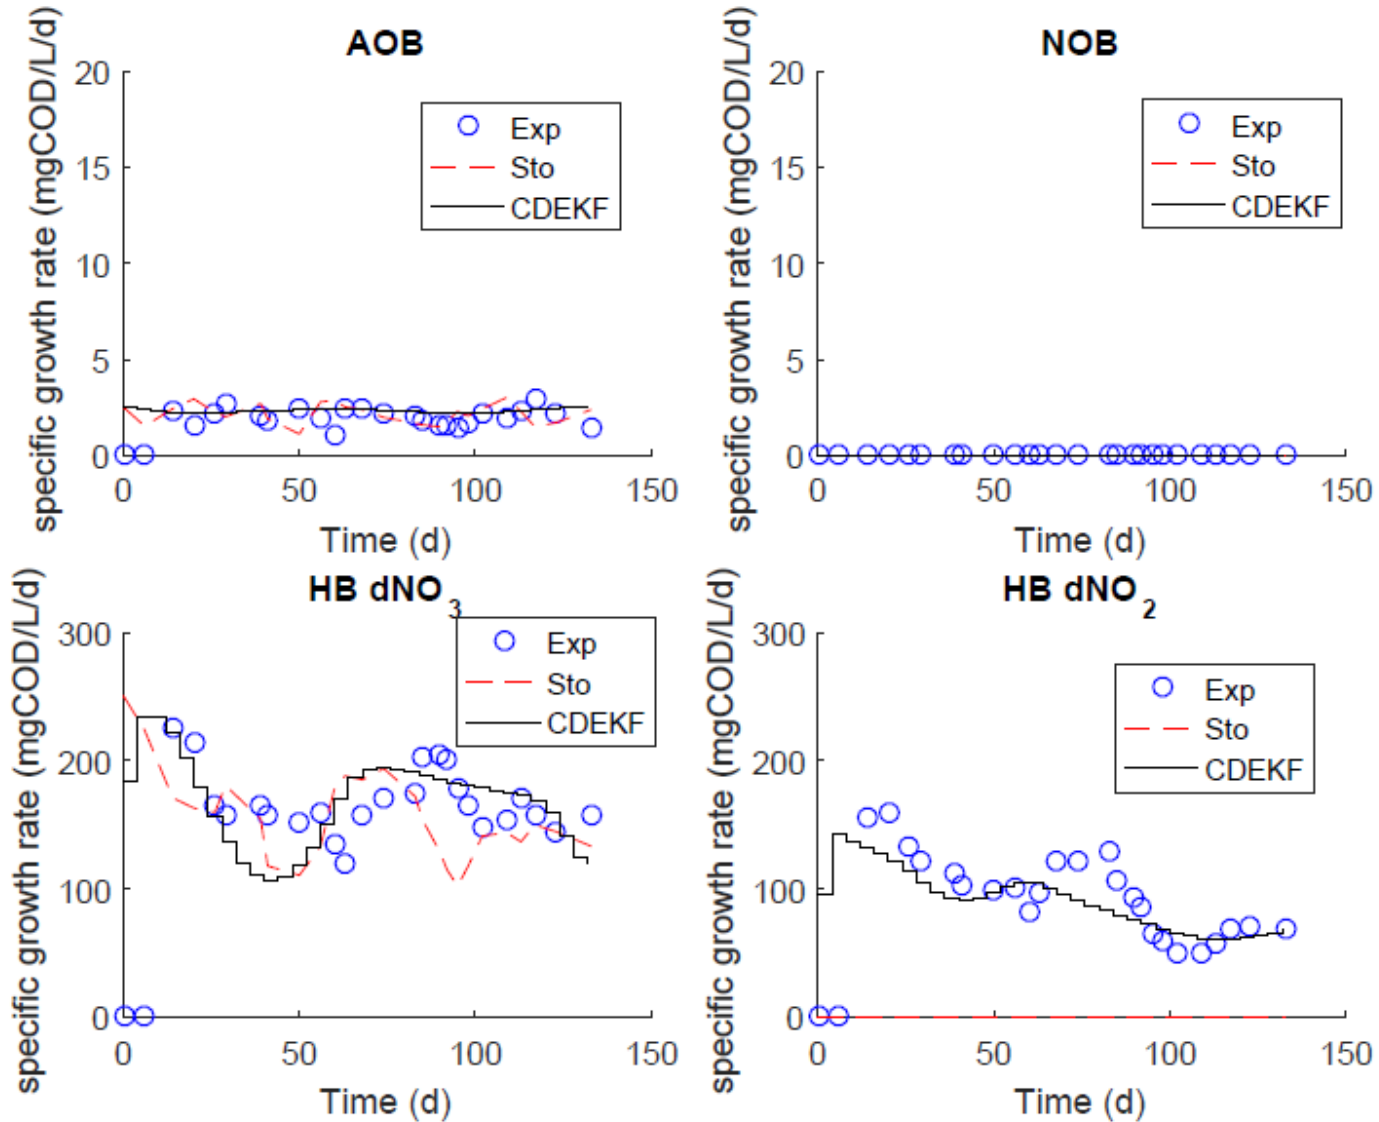 AOB
specific growth rate (mgCOD/L/d)
20
15
10
5
0
0 50 100 150
Time (d)
Exp
Sto
CDEKF
NOB
specific growth rate (mgCOD/L/d)
20
15
10
5
0
0 50 100 150
Time (d)
Exp
Sto
CDEKF
HB dNO3
specific growth rate (mgCOD/L/d)
300
200
100
0
0 50 100 150
Time (d)
Exp
Sto
CDEKF
HB dNO2
specific growth rate (mgCOD/L/d)
300
200
100
0
0 50 100 150
Time (d)
Exp
Sto
CDEKF